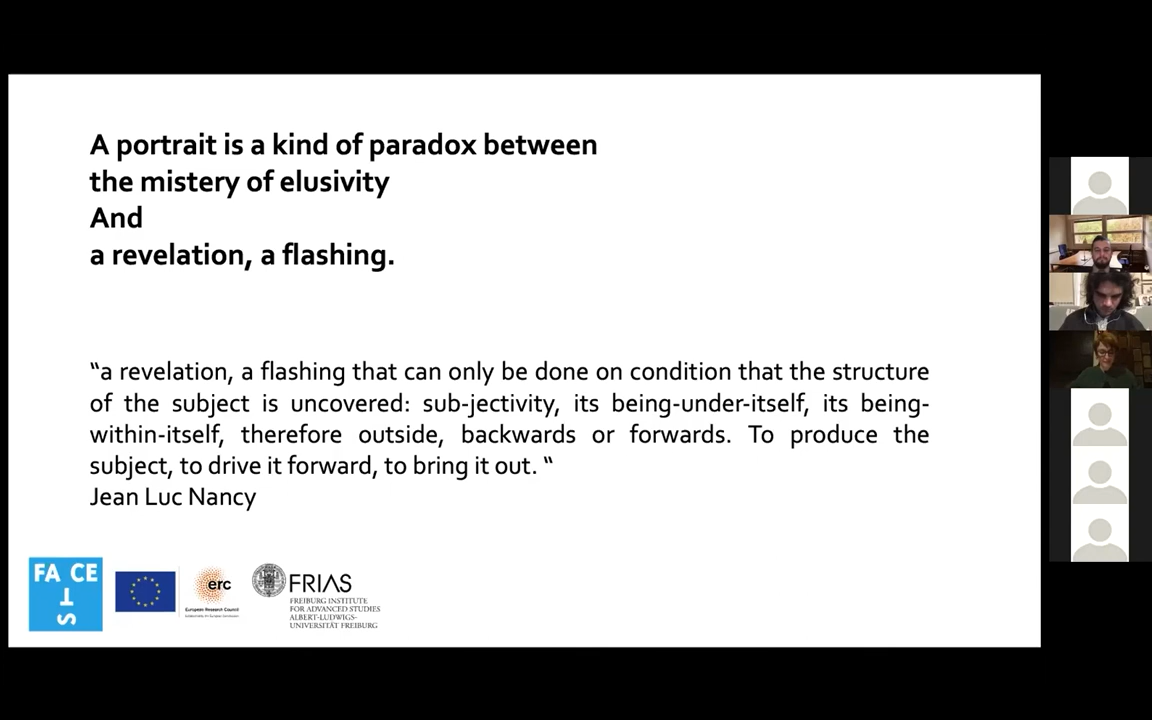 A portrait is a kind of paradox between
the mistery of elusivity
And
a revelation, a flashing.
“a revelation, a flashing that can only be done on condition that the structure
of the subject is uncovered: sub-jectivity, its being-under-itself, its being-
within-itself, therefore outside, backwards or forwards. To produce the
subject, to drive it forward, to bring it out. “
Jean Luc Nancy
FA CE
T
S
erc
European Research Council
FRIAS
FREIBURG INSTITUTE
FOR ADVANCED STUDIES
ALBERT-LUDWIGS-
UNIVERSITÄT FREIBURG